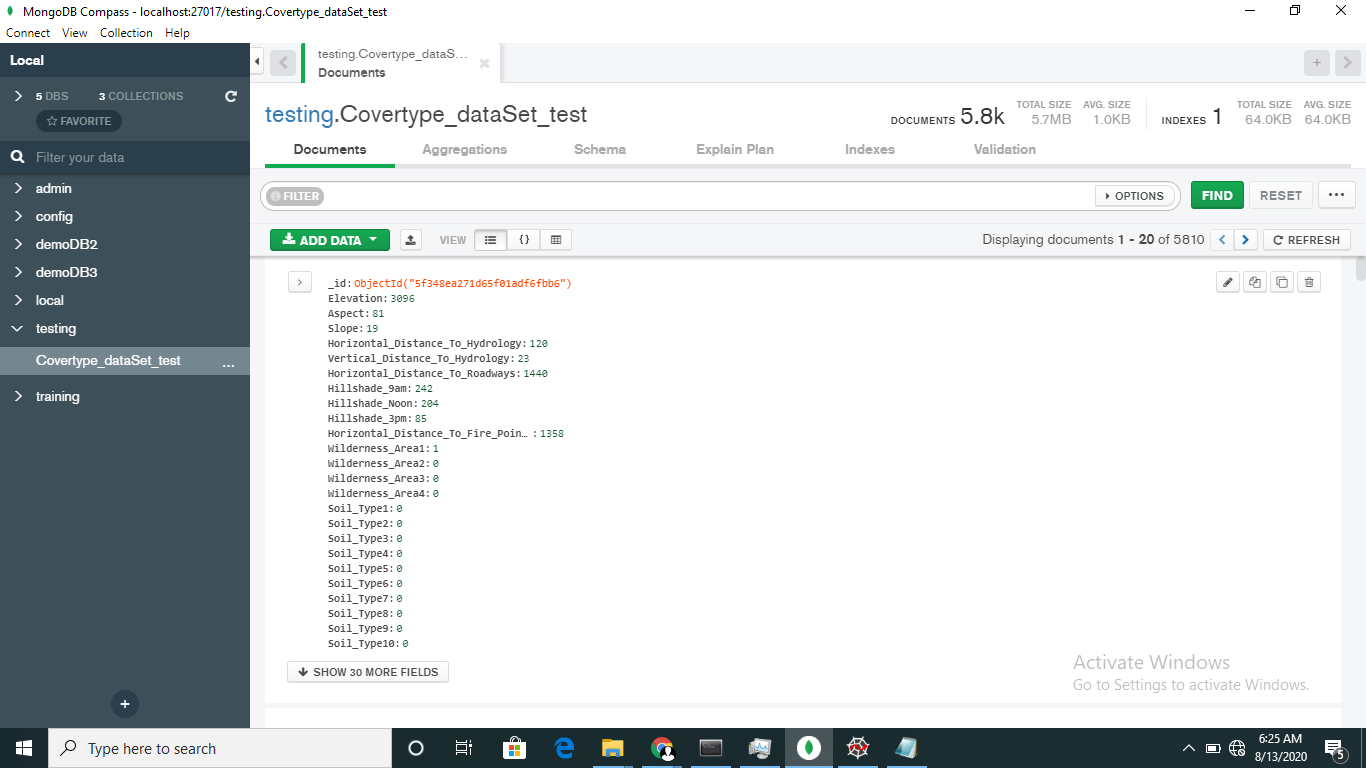 MongoDB Compass - localhost:27017/testing.Covertype_dataSet_test
Connect View Collection Help
Local
5 DBS 3 COLLECTIONS
FAVORITE
Filter your data
admin
config
demoDB2
demoDB3
local
testing
Covertype_dataSet_test ...
training
+
testing.Covertype_dataS...
Documents
testing.Covertype_dataSet_test
DOCUMENTS 5.8k
TOTAL SIZE AVG. SIZE
5.7MB 1.0KB
INDEXES 1
TOTAL SIZE AVG. SIZE
64.0KB 64.0KB
Documents Aggregations Schema Explain Plan Indexes Validation
FILTER OPTIONS FIND RESET ...
ADD DATA VIEW {} Displaying documents 1 - 20 of 5810 < > REFRESH
_id: ObjectId("5f348ea271d65f01adf6fbb6")
Elevation: 3096
Aspect: 81
Slope: 19
Horizontal_Distance_To_Hydrology: 120
Vertical_Distance_To_Hydrology: 23
Horizontal_Distance_To_Roadways: 1440
Hillshade_9am: 242
Hillshade_Noon: 204
Hillshade_3pm: 85
Horizontal_Distance_To_Fire_Poin… : 1358
Wilderness_Area1: 1
Wilderness_Area2: 0
Wilderness_Area3: 0
Wilderness_Area4: 0
Soil_Type1: 0
Soil_Type2: 0
Soil_Type3: 0
Soil_Type4: 0
Soil_Type5: 0
Soil_Type6: 0
Soil_Type7: 0
Soil_Type8: 0
Soil_Type9: 0
Soil_Type10: 0
SHOW 30 MORE FIELDS
Activate Windows
Go to Settings to activate Windows.
Type here to search
6:25 AM
8/13/2020
5